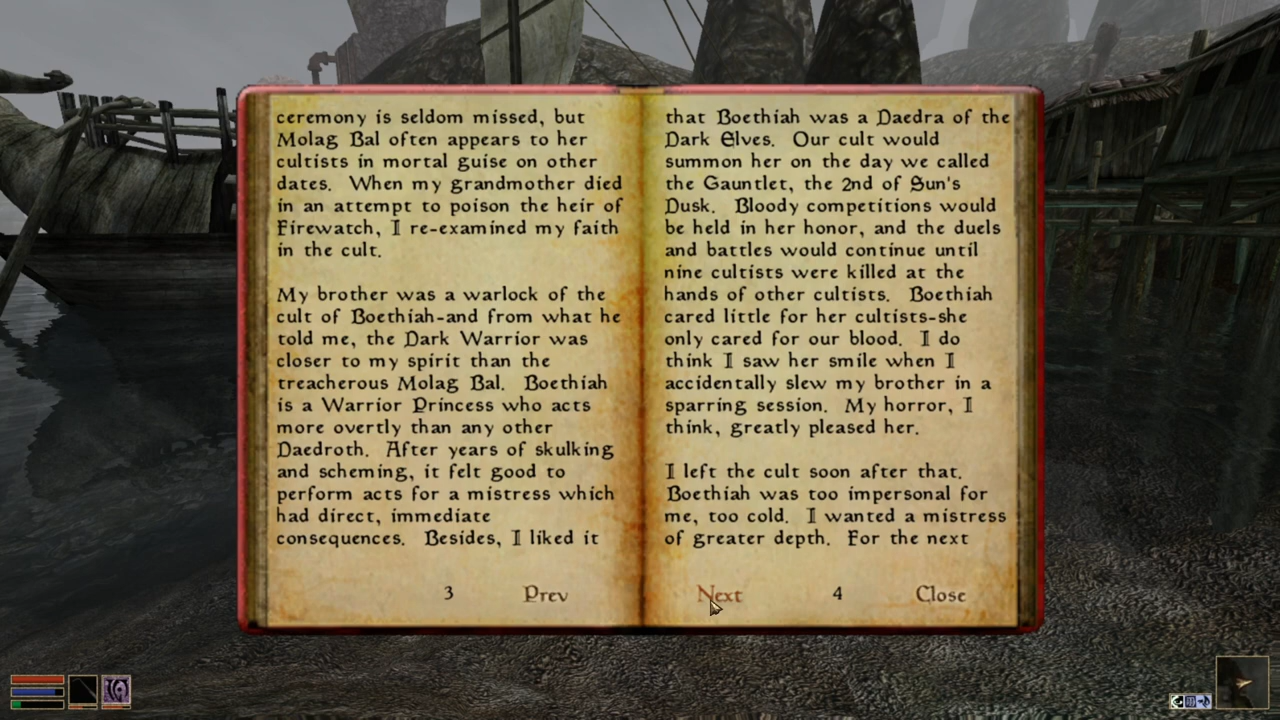 ceremony is seldom missed, but
Molag Bal often appears to her
cultists in mortal guise on other
dates. When my grandmother died
in an attempt to poison the heir of
Firewatch, I re-examined my faith
in the cult.
My brother was a warlock of the
cult of Boethiah-and from what he
told me, the Dark Warrior was
closer to my spirit than the
treacherous Molag Bal. Boethiah
is a Warrior Princess who acts
more overtly than any other
Daedroth. After years of skulking
and scheming, it felt good to
perform acts for a mistress which
had direct, immediate
consequences. Besides, I liked it
3
Prev
that Boethiah was a Daedra of the
Dark Elves. Our cult would
summon her on the day we called
the Gauntlet, the 2nd of Sun's
Dusk. Bloody competitions would
be held in her honor, and the duels
and battles would continue until
nine cultists were killed at the
hands of other cultists. Boethiah
cared little for her cultists-she
only cared for our blood. I do
think I saw her smile when I
accidentally slew my brother in a
sparring session. My horror, I
think, greatly pleased her.
I left the cult soon after that.
Boethiah was too impersonal for
me, too cold. I wanted a mistress
of greater depth. For the next
Next
4
Close